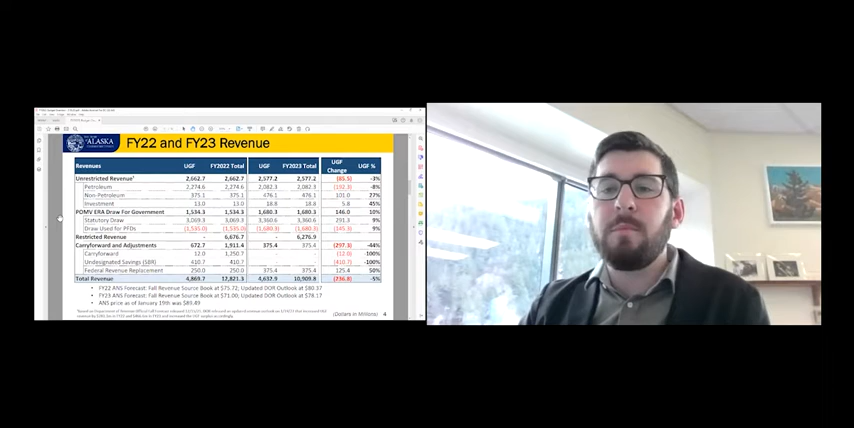 ALASKA
FY22 and FY23 Revenue
Revenues UGF FY2022 Total UGF FY2023 Total UGF Change UGF %
Unrestricted Revenue¹ 2,662.7 2,662.7 2,577.2 2,577.2 (85.5) -3%
Petroleum 2,274.6 2,274.6 2,082.3 2,082.3 (192.3) -8%
Non-Petroleum 375.1 375.1 476.1 476.1 101.0 27%
Investment 13.0 13.0 18.8 18.8 5.8 45%
POMV ERA Draw For Government 1,534.3 1,534.3 1,680.3 1,680.3 146.0 10%
Statutory Draw 3,069.3 3,069.3 3,360.6 3,360.6 291.3 9%
Draw Used for PFDs (1,535.0) (1,535.0) (1,680.3) (1,680.3) (145.3) 9%
Restricted Revenue - 6,676.7 - 6,276.9
Carryforward and Adjustments 672.7 1,911.4 375.4 375.4 (297.3) -44%
Carryforward 12.0 1,250.7 - - (12.0) -100%
Undesignated Savings (SBR) 410.7 410.7 - - (410.7) -100%
Federal Revenue Replacement 250.0 250.0 375.4 375.4 125.4 50%
Total Revenue 4,869.7 12,821.3 4,632.9 10,909.8 (236.8) -5%
• FY22 ANS Forecast: Fall Revenue Source Book at $75.72; Updated DOR Outlook at $80.37
• FY23 ANS Forecast: Fall Revenue Source Book at $71.00; Updated DOR Outlook at $78.17
• ANS price as of January 19th was $89.49
(Dollars in Millions) 4